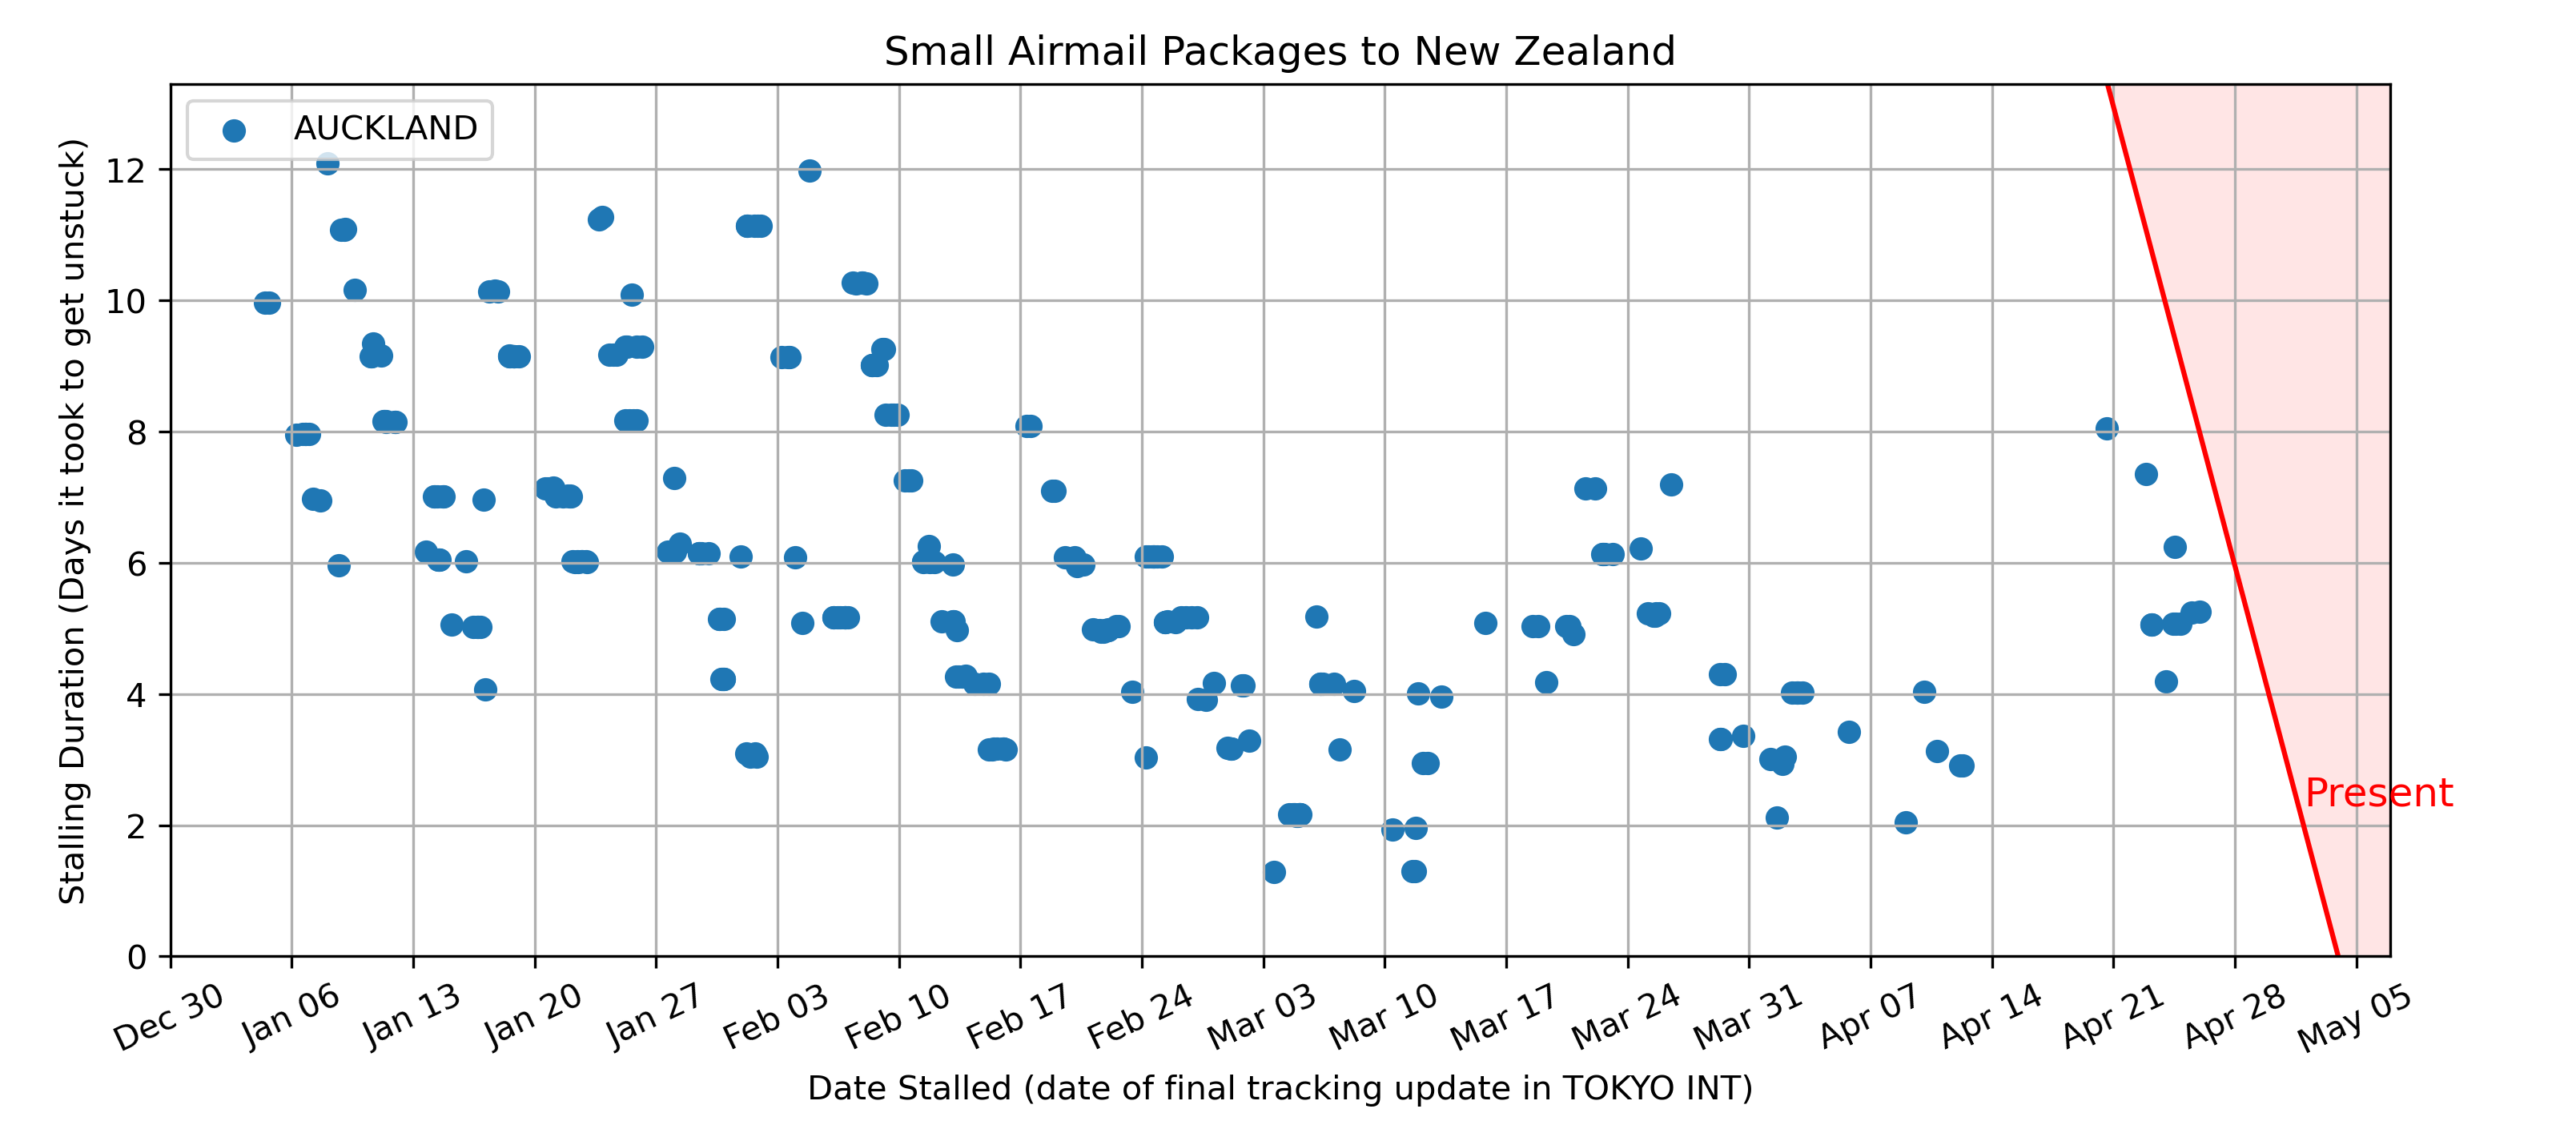 Small Airmail Packages to New Zealand
AUCKLAND
Stalling Duration (Days it took to get unstuck)
12
10
8
6
4
2
0
Present
Dec 30
Jan 06
Jan 13
Jan 20
Jan 27
Feb 03
Feb 10
Feb 17
Feb 24
Mar 03
Mar 10
Mar 17
Mar 24
Mar 31
Apr 07
Apr 14
Apr 21
Apr 28
May 05
Date Stalled (date of final tracking update in TOKYO INT)